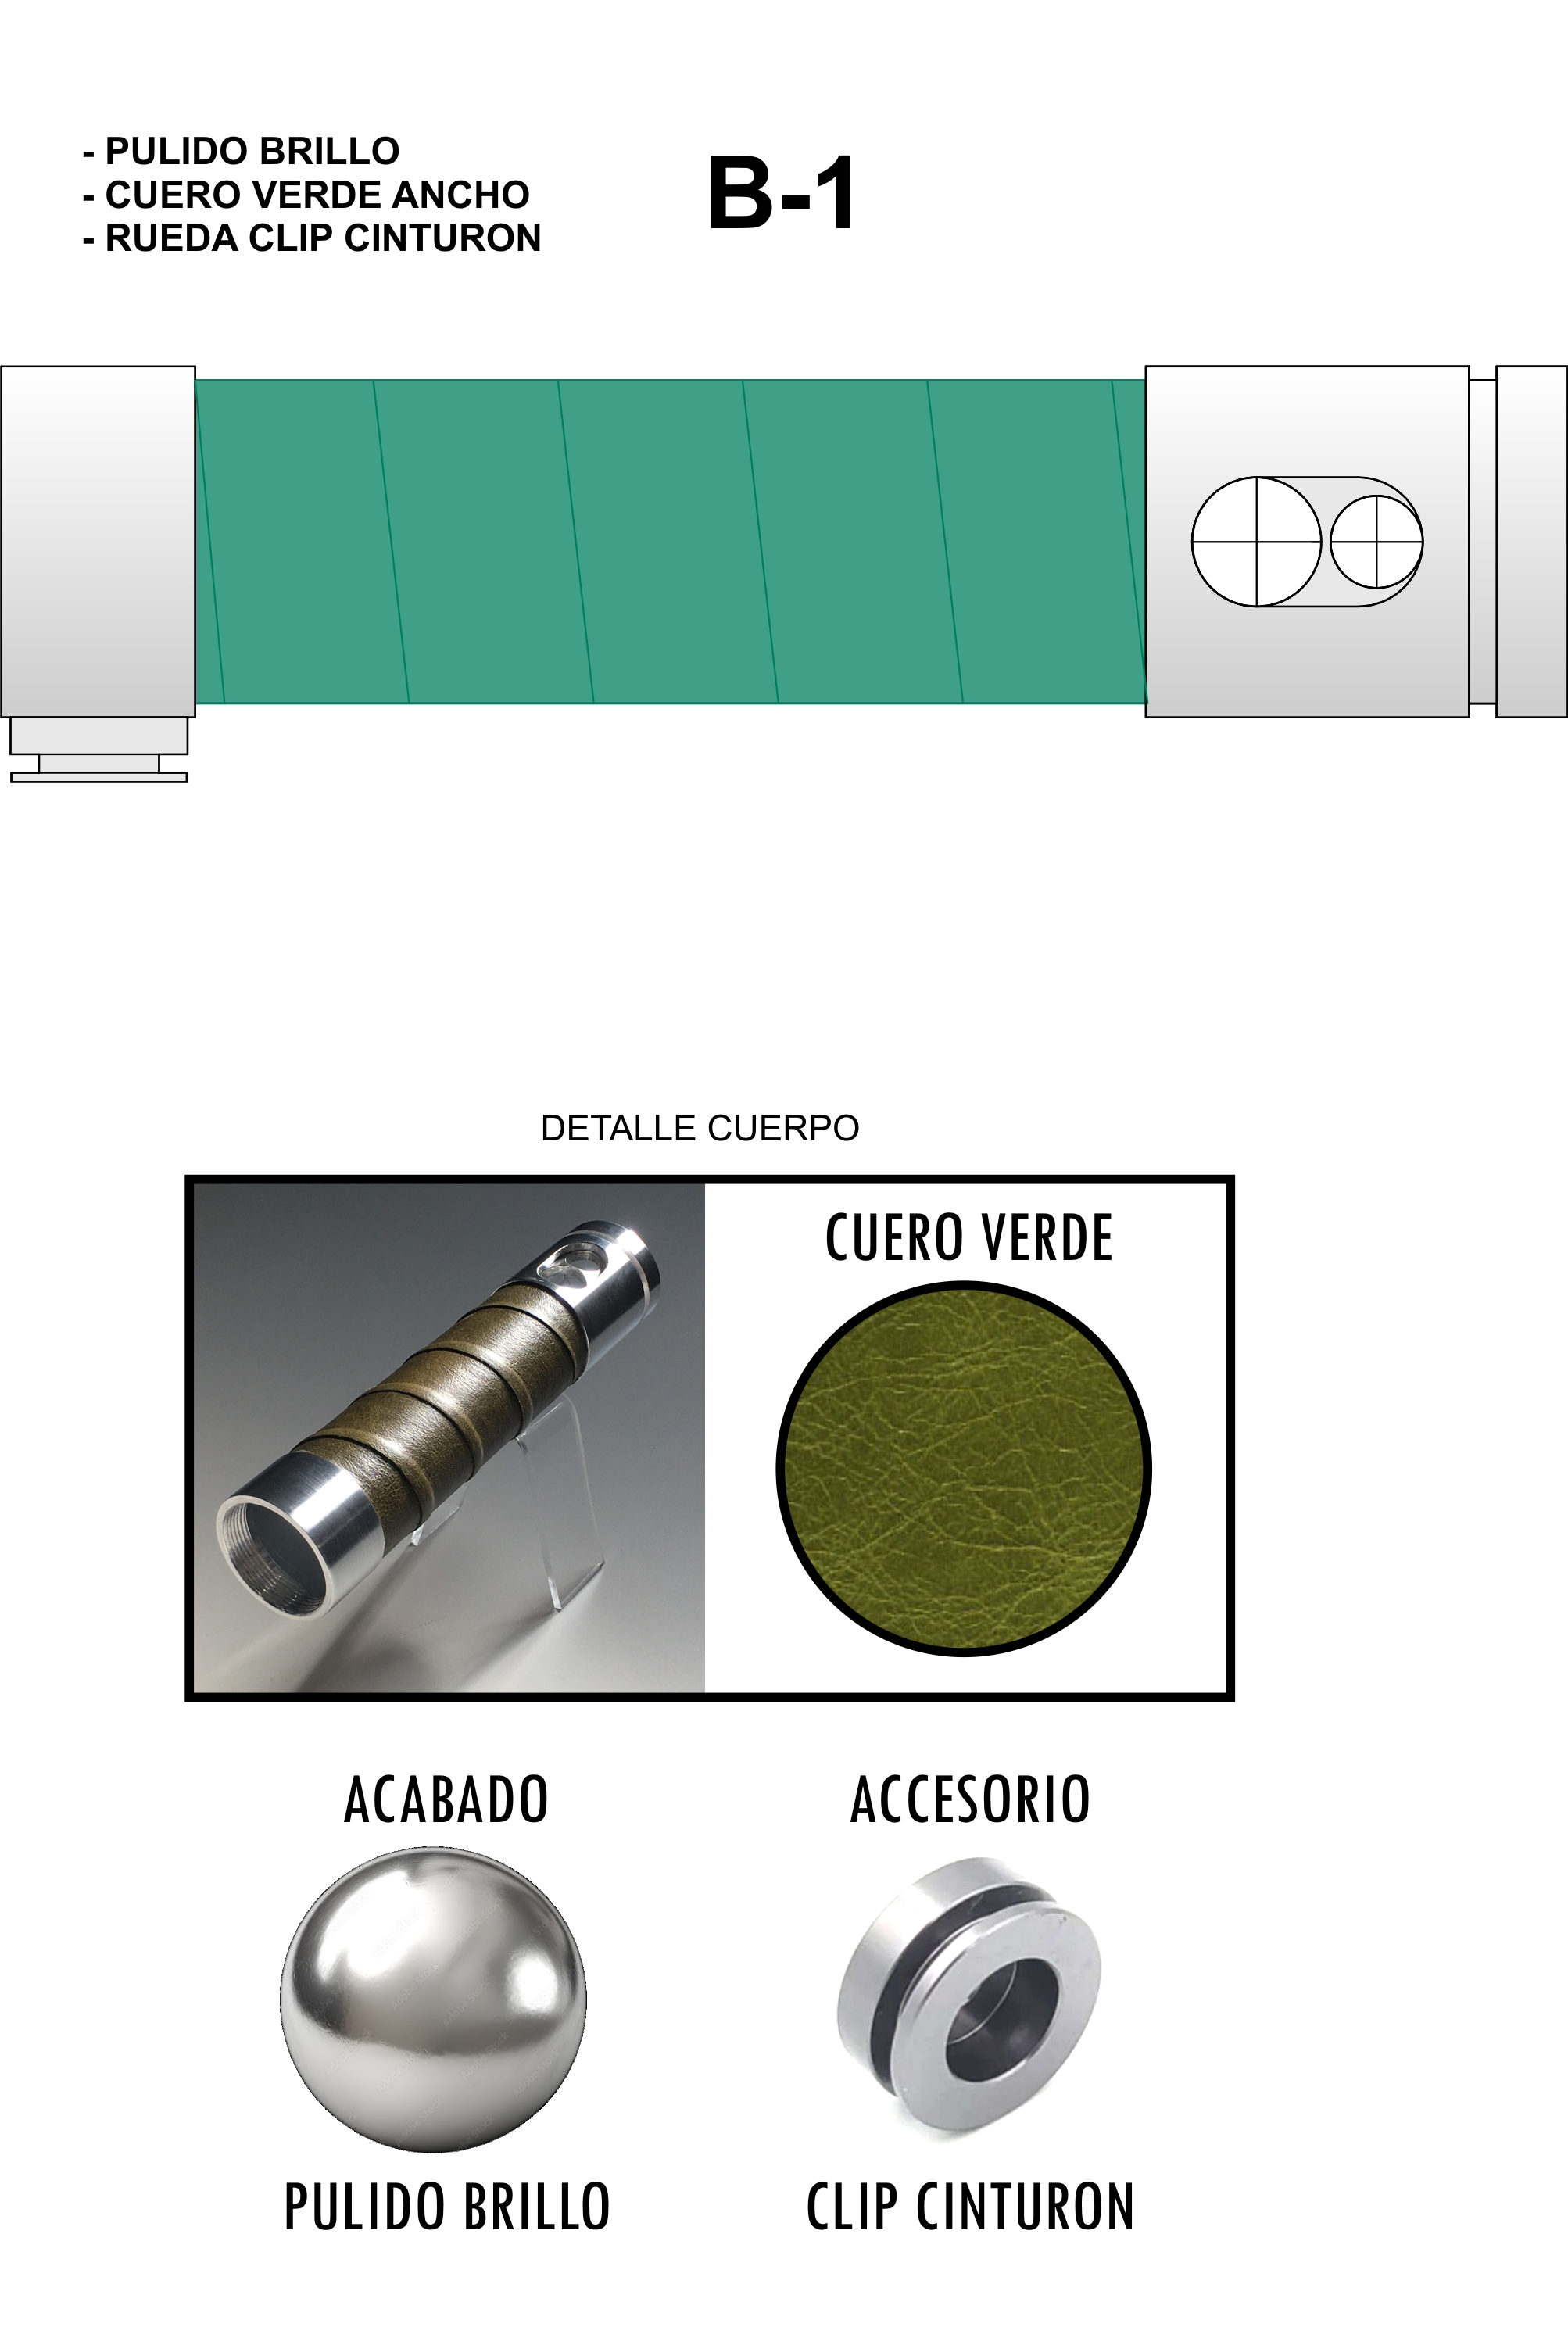 - PULIDO BRILLO
- CUERO VERDE ANCHO
- RUEDA CLIP CINTURON
B-1
DETALLE CUERPO
CUERO VERDE
ACABADO
ACCESORIO
PULIDO BRILLO
CLIP CINTURON